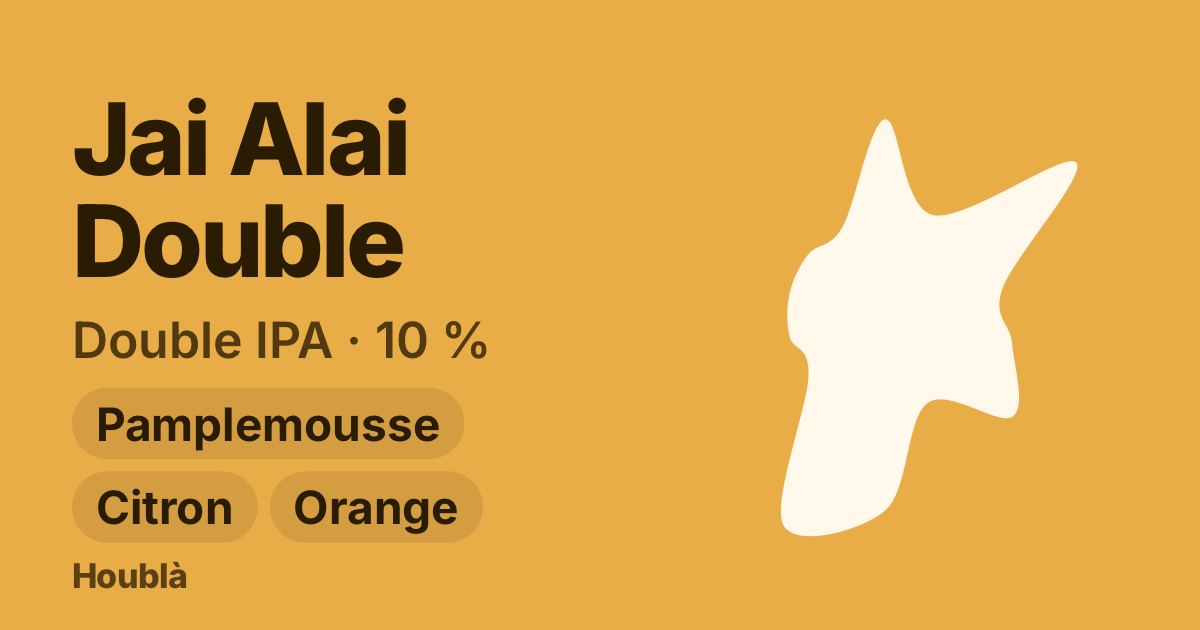 Jai Alai
Double
Double IPA · 10 %
Pamplemousse
Citron Orange
Houblà